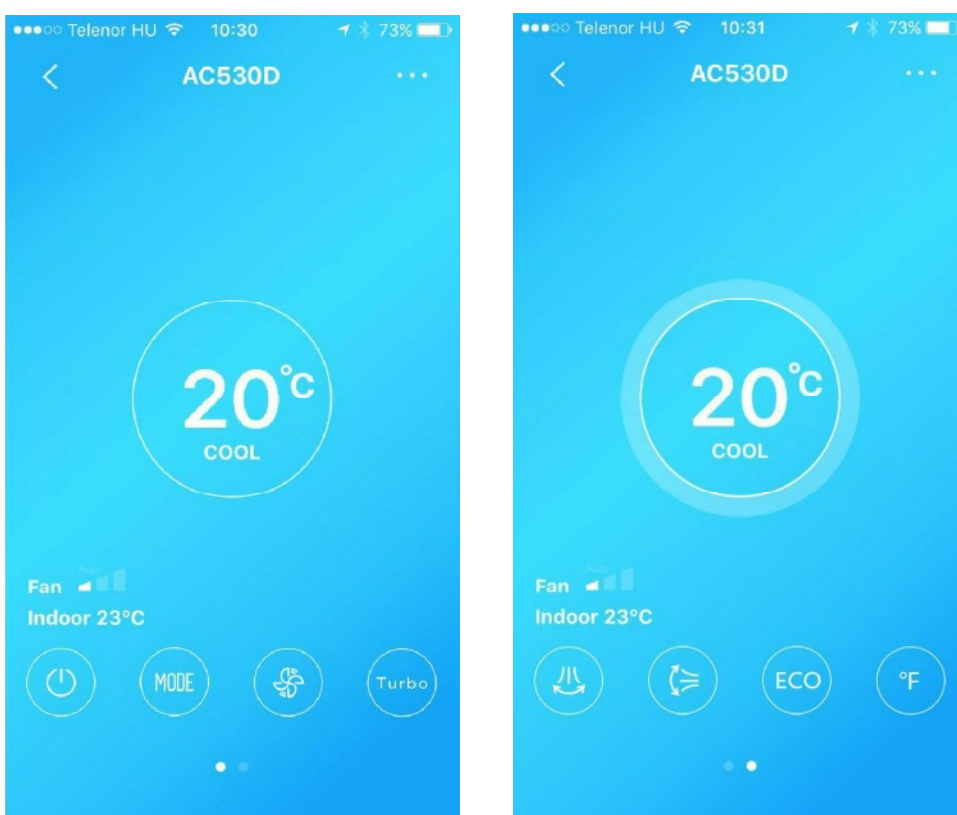 Telenor HU 10:30 73%
AC530D
20°C
COOL
Auto
Fan
Indoor 23°C
MODE
Turbo
Telenor HU 10:31 73%
AC530D
20°C
COOL
Auto
Fan
Indoor 23°C
ECO
°F